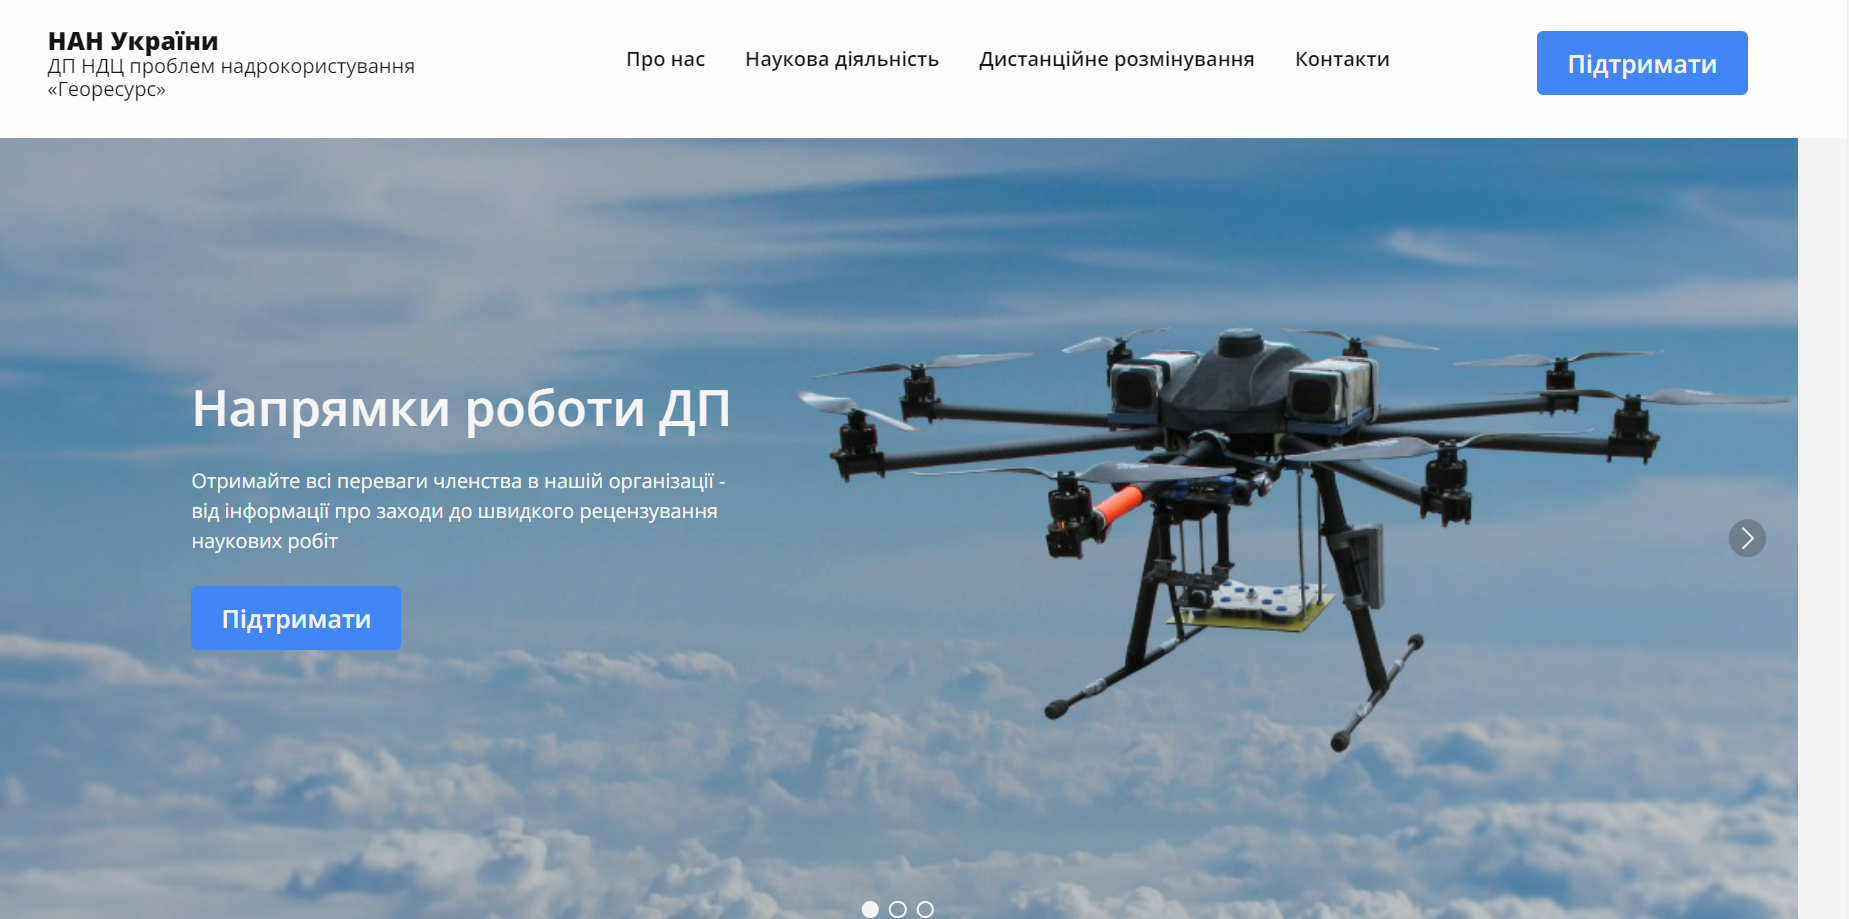 НАН України
ДП НДЦ проблем надрокористування
«Георесурс»
Про нас
Наукова діяльність
Дистанційне розмінування
Контакти
Підтримати
Напрямки роботи ДП
Отримайте всі переваги членства в нашій організації -
від інформації про заходи до швидкого рецензування
наукових робіт
Підтримати